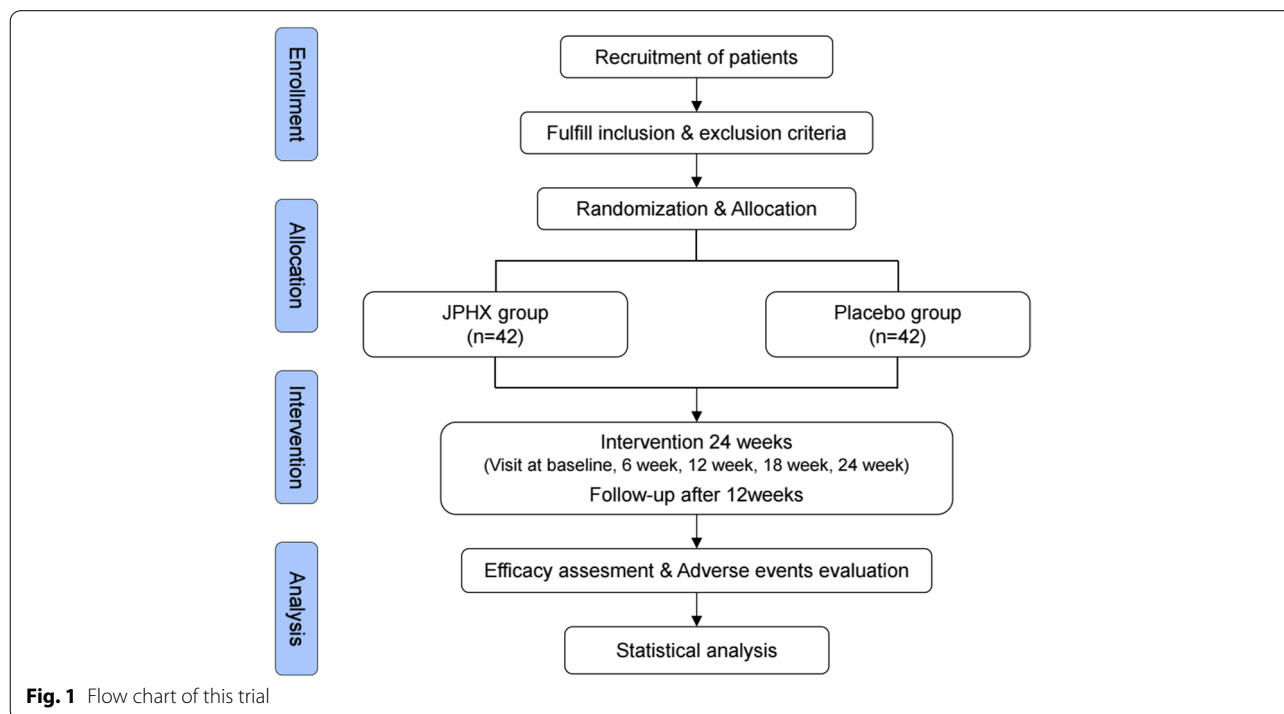 Enrollment
Recruitment of patients
Fulfill inclusion & exclusion criteria
Allocation
Randomization & Allocation
JPHX group
(n=42)
Placebo group
(n=42)
Intervention
Intervention 24 weeks
(Visit at baseline, 6 week, 12 week, 18 week, 24 week)
Follow-up after 12weeks
Analysis
Efficacy assesment & Adverse events evaluation
Statistical analysis
Fig. 1 Flow chart of this trial